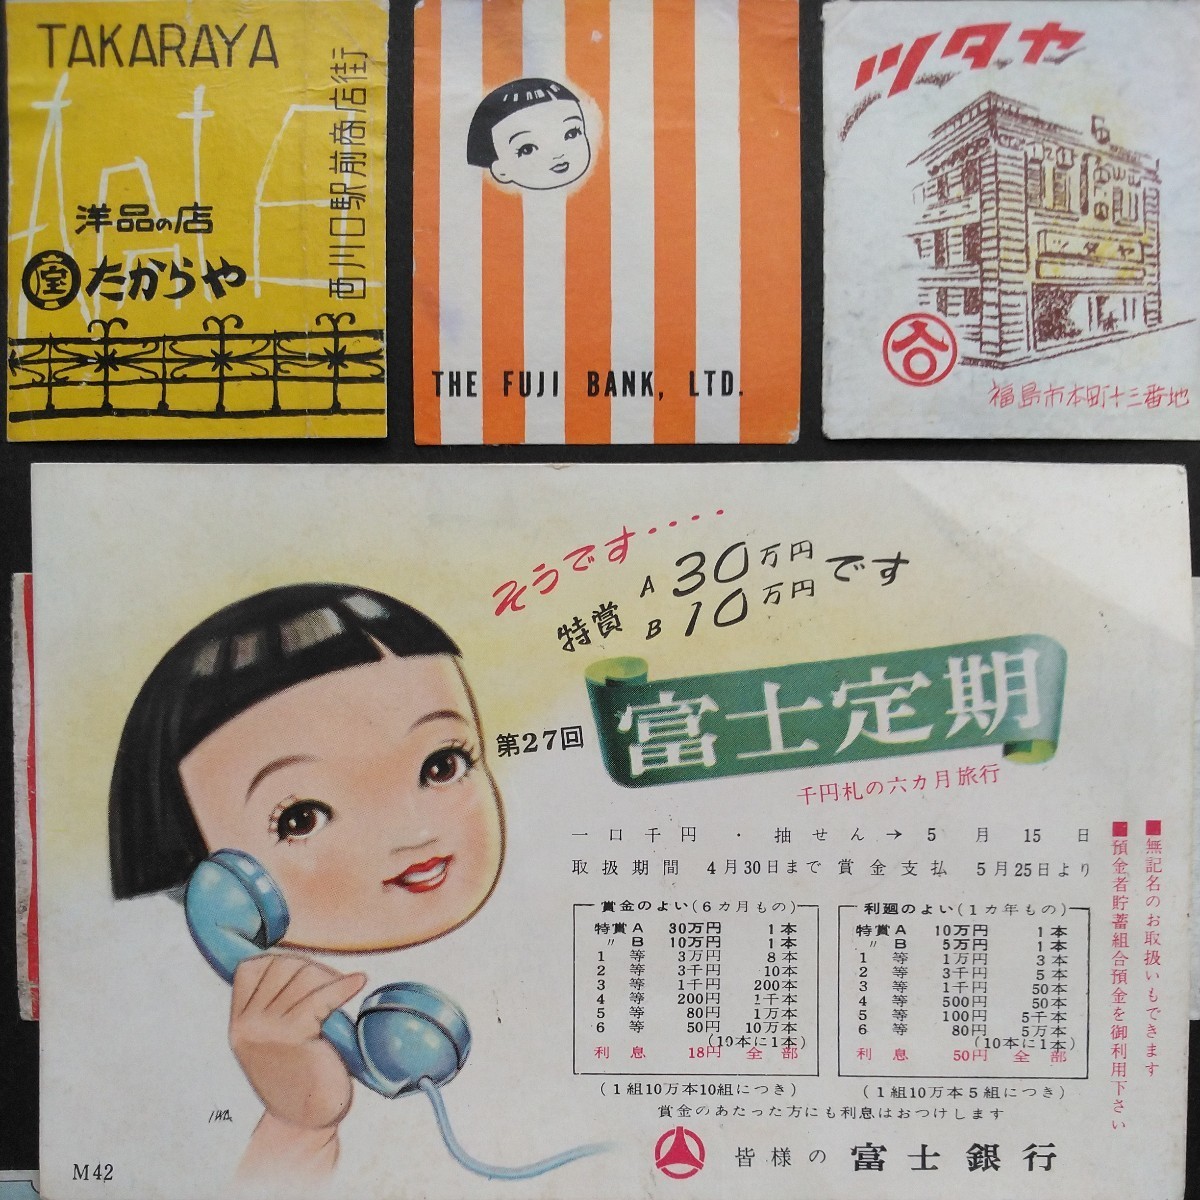 TAKARAYA
西川口駅前商店街
洋品の店
宝
たからや
THE FUJI BANK, LTD.
ツタヤ
ツタヤ
福島市本町十三番地
そうです・・・・
特賞 A 30万円 B 10万円 です
第27回
富士定期
千円札の六カ月旅行
一口千円・抽せん→5月15日
取扱期間 4月30日まで 賞金支払 5月25日より
賞金のよい(6カ月もの)
特賞A 30万円 1本
〃 B 10万円 1本
1等 3万円 8本
2等 3千円 10本
3等 1千円 200本
4等 200円 1千本
5等 80円 1万本
6等 50円 10万本
(10本に1本)
利息 18円 全部
(1組10万本10組につき)
利廻のよい(1カ年もの)
特賞A 10万円 1本
〃 B 5万円 1本
1等 1万円 3本
2等 3千円 5本
3等 1千円 50本
4等 500円 50本
5等 100円 5千本
6等 80円 5万本
(10本に1本)
利息 50円 全部
(1組10万本5組につき)
賞金のあたった方にも利息はおつけします
■無記名のお取扱いもできます
■預金者貯蓄組合預金を御利用下さい
皆様の 富士銀行
IWA
M42